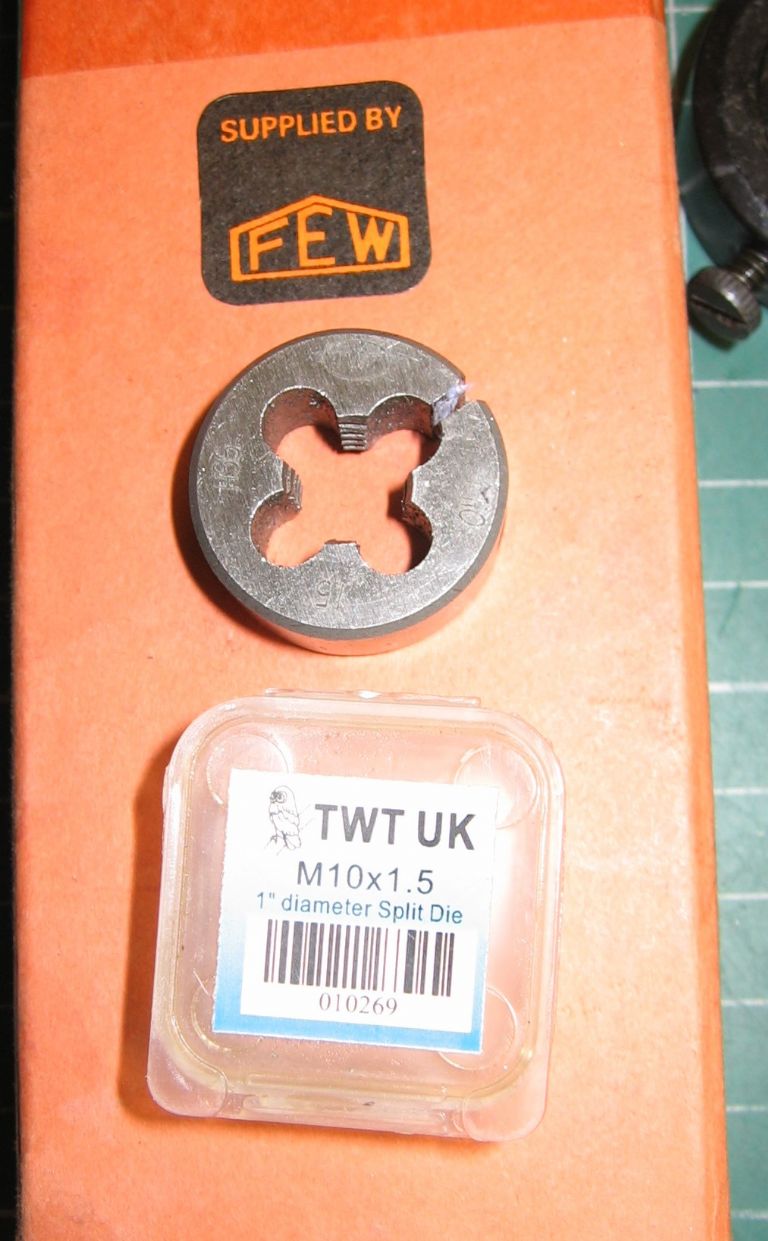 SUPPLIED BY
FEW
TWT UK
M10x1.5
1" diameter Split Die
010269